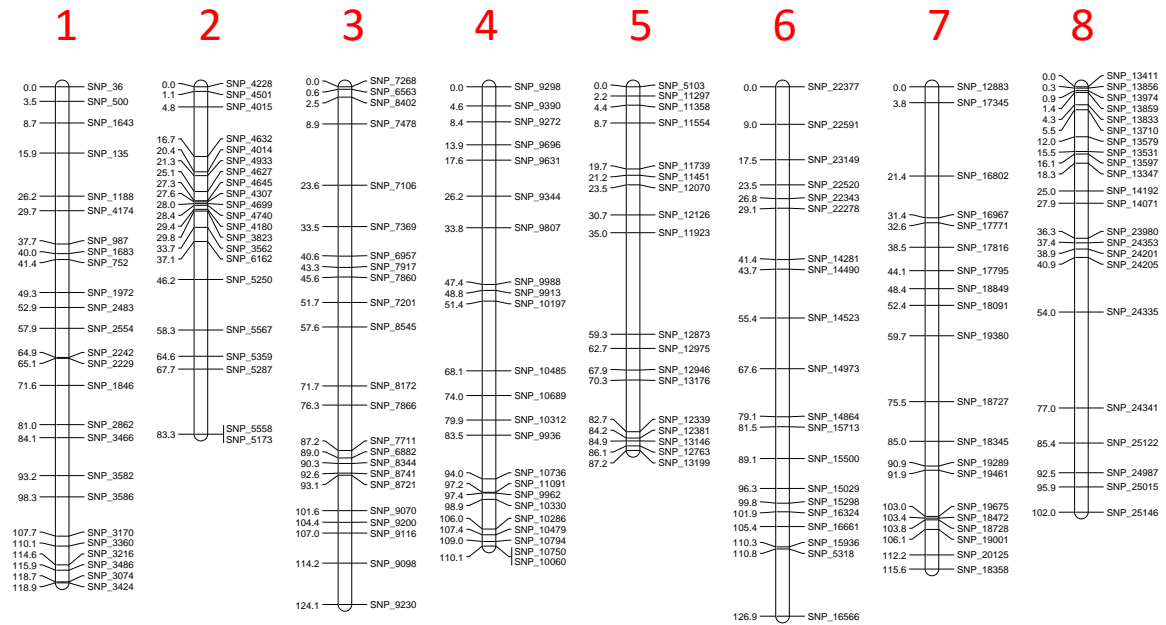 1
0.0 SNP_36
3.5 SNP_500
8.7 SNP_1643
15.9 SNP_135
26.2 SNP_1188
29.7 SNP_4174
37.7 SNP_987
40.0 SNP_1683
41.4 SNP_752
49.3 SNP_1972
52.9 SNP_2483
57.9 SNP_2554
64.9 SNP_2242
65.1 SNP_2229
71.6 SNP_1846
81.0 SNP_2862
84.1 SNP_3466
93.2 SNP_3582
98.3 SNP_3586
107.7 SNP_3170
110.1 SNP_3360
114.6 SNP_3216
115.9 SNP_3486
118.7 SNP_3074
118.9 SNP_3424
2
0.0 SNP_4228
1.1 SNP_4501
4.8 SNP_4015
16.7 SNP_4632
20.4 SNP_4014
21.3 SNP_4933
25.1 SNP_4627
27.3 SNP_4645
27.6 SNP_4307
28.0 SNP_4699
28.4 SNP_4740
29.4 SNP_4180
29.8 SNP_3823
33.7 SNP_3562
37.1 SNP_6162
46.2 SNP_5250
58.3 SNP_5567
64.6 SNP_5359
67.7 SNP_5287
83.3 SNP_5558
SNP_5173
3
0.0 SNP_7268
0.6 SNP_6563
2.5 SNP_8402
8.9 SNP_7478
23.6 SNP_7106
33.5 SNP_7369
40.6 SNP_6957
43.3 SNP_7917
45.6 SNP_7860
51.7 SNP_7201
57.6 SNP_8545
71.7 SNP_8172
76.3 SNP_7866
87.2 SNP_7711
89.0 SNP_6882
90.3 SNP_8344
92.6 SNP_8741
93.1 SNP_8721
101.6 SNP_9070
104.4 SNP_9200
107.0 SNP_9116
114.2 SNP_9098
124.1 SNP_9230
4
0.0 SNP_9298
4.6 SNP_9390
8.4 SNP_9272
13.9 SNP_9696
17.6 SNP_9631
26.2 SNP_9344
33.8 SNP_9807
47.4 SNP_9988
48.8 SNP_9913
51.4 SNP_10197
68.1 SNP_10485
74.0 SNP_10689
79.9 SNP_10312
83.5 SNP_9936
94.0 SNP_10736
97.2 SNP_11091
97.4 SNP_9962
98.9 SNP_10330
106.0 SNP_10286
107.4 SNP_10479
109.0 SNP_10794
110.1 SNP_10750
SNP_10060
5
0.0 SNP_5103
2.2 SNP_11297
4.4 SNP_11358
8.7 SNP_11554
19.7 SNP_11739
21.2 SNP_11451
23.5 SNP_12070
30.7 SNP_12126
35.0 SNP_11923
59.3 SNP_12873
62.7 SNP_12975
67.9 SNP_12946
70.3 SNP_13176
82.7 SNP_12339
84.2 SNP_12381
84.9 SNP_13146
86.1 SNP_12763
87.2 SNP_13199
6
0.0 SNP_22377
9.0 SNP_22591
17.5 SNP_23149
23.5 SNP_22520
26.8 SNP_22343
29.1 SNP_22278
41.4 SNP_14281
43.7 SNP_14490
55.4 SNP_14523
67.6 SNP_14973
79.1 SNP_14864
81.5 SNP_15713
89.1 SNP_15500
96.3 SNP_15029
99.8 SNP_15298
101.9 SNP_16324
105.4 SNP_16661
110.3 SNP_15936
110.8 SNP_5318
126.9 SNP_16566
7
0.0 SNP_12883
3.8 SNP_17345
21.4 SNP_16802
31.4 SNP_16967
32.6 SNP_17771
38.5 SNP_17816
44.1 SNP_17795
48.4 SNP_18849
52.4 SNP_18091
59.7 SNP_19380
75.5 SNP_18727
85.0 SNP_18345
90.9 SNP_19289
91.9 SNP_19461
103.0 SNP_19675
103.4 SNP_18472
103.8 SNP_18728
106.1 SNP_19001
112.2 SNP_20125
115.6 SNP_18358
8
0.0 SNP_13411
0.3 SNP_13856
0.9 SNP_13974
1.4 SNP_13859
4.3 SNP_13833
5.5 SNP_13710
12.0 SNP_13579
15.5 SNP_13531
16.1 SNP_13597
18.3 SNP_13347
25.0 SNP_14192
27.9 SNP_14071
36.3 SNP_23980
37.4 SNP_24353
38.9 SNP_24201
40.9 SNP_24205
54.0 SNP_24335
77.0 SNP_24341
85.4 SNP_25122
92.5 SNP_24987
95.9 SNP_25015
102.0 SNP_25146